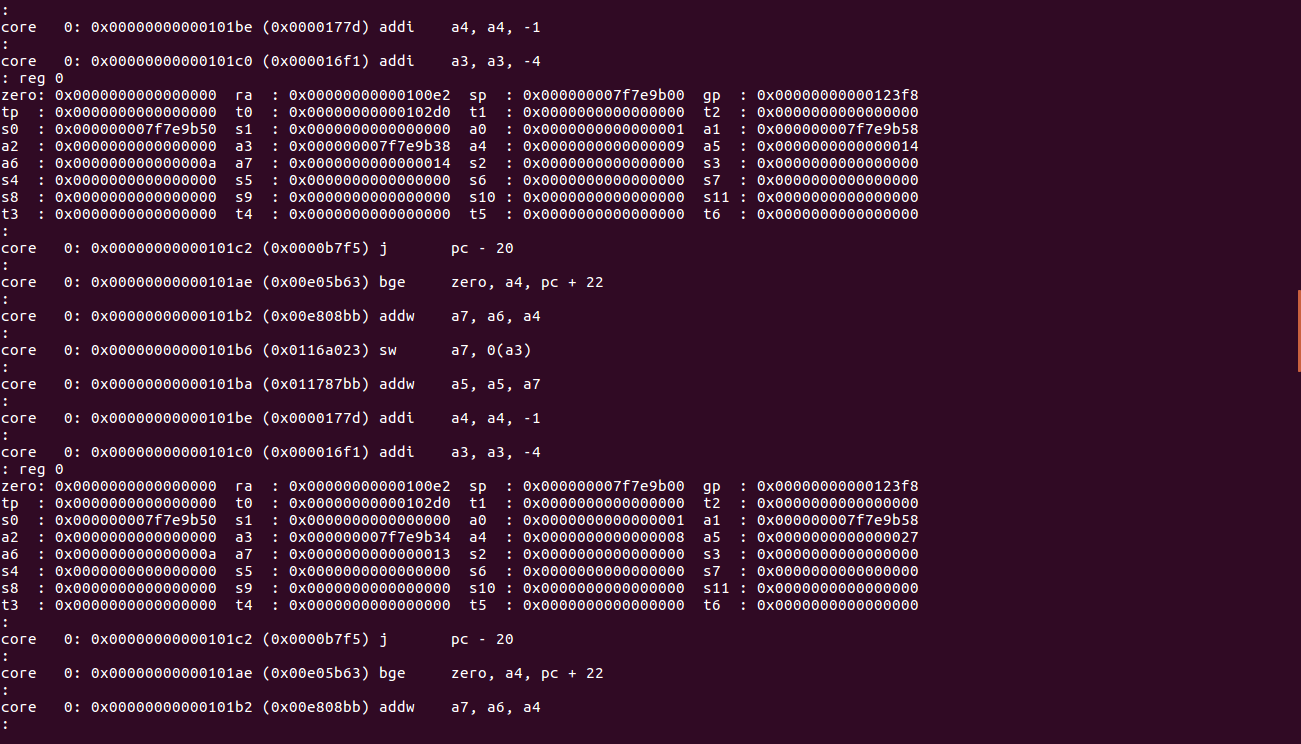 :
core   0: 0x00000000000101be (0x0000177d) addi    a4, a4, -1
:
core   0: 0x00000000000101c0 (0x000016f1) addi    a3, a3, -4
: reg 0
zero: 0x0000000000000000  ra  : 0x00000000000100e2  sp  : 0x000000007f7e9b00  gp  : 0x00000000000123f8
tp  : 0x0000000000000000  t0  : 0x00000000000102d0  t1  : 0x0000000000000000  t2  : 0x0000000000000000
s0  : 0x000000007f7e9b50  s1  : 0x0000000000000000  a0  : 0x0000000000000001  a1  : 0x000000007f7e9b58
a2  : 0x0000000000000000  a3  : 0x000000007f7e9b38  a4  : 0x0000000000000009  a5  : 0x0000000000000014
a6  : 0x000000000000000a  a7  : 0x0000000000000014  s2  : 0x0000000000000000  s3  : 0x0000000000000000
s4  : 0x0000000000000000  s5  : 0x0000000000000000  s6  : 0x0000000000000000  s7  : 0x0000000000000000
s8  : 0x0000000000000000  s9  : 0x0000000000000000  s10 : 0x0000000000000000  s11 : 0x0000000000000000
t3  : 0x0000000000000000  t4  : 0x0000000000000000  t5  : 0x0000000000000000  t6  : 0x0000000000000000
:
core   0: 0x00000000000101c2 (0x0000b7f5) j       pc - 20
:
core   0: 0x00000000000101ae (0x00e05b63) bge     zero, a4, pc + 22
:
core   0: 0x00000000000101b2 (0x00e808bb) addw    a7, a6, a4
:
core   0: 0x00000000000101b6 (0x0116a023) sw      a7, 0(a3)
:
core   0: 0x00000000000101ba (0x011787bb) addw    a5, a5, a7
:
core   0: 0x00000000000101be (0x0000177d) addi    a4, a4, -1
:
core   0: 0x00000000000101c0 (0x000016f1) addi    a3, a3, -4
: reg 0
zero: 0x0000000000000000  ra  : 0x00000000000100e2  sp  : 0x000000007f7e9b00  gp  : 0x00000000000123f8
tp  : 0x0000000000000000  t0  : 0x00000000000102d0  t1  : 0x0000000000000000  t2  : 0x0000000000000000
s0  : 0x000000007f7e9b50  s1  : 0x0000000000000000  a0  : 0x0000000000000001  a1  : 0x000000007f7e9b58
a2  : 0x0000000000000000  a3  : 0x000000007f7e9b34  a4  : 0x0000000000000008  a5  : 0x0000000000000027
a6  : 0x000000000000000a  a7  : 0x0000000000000013  s2  : 0x0000000000000000  s3  : 0x0000000000000000
s4  : 0x0000000000000000  s5  : 0x0000000000000000  s6  : 0x0000000000000000  s7  : 0x0000000000000000
s8  : 0x0000000000000000  s9  : 0x0000000000000000  s10 : 0x0000000000000000  s11 : 0x0000000000000000
t3  : 0x0000000000000000  t4  : 0x0000000000000000  t5  : 0x0000000000000000  t6  : 0x0000000000000000
:
core   0: 0x00000000000101c2 (0x0000b7f5) j       pc - 20
:
core   0: 0x00000000000101ae (0x00e05b63) bge     zero, a4, pc + 22
:
core   0: 0x00000000000101b2 (0x00e808bb) addw    a7, a6, a4
: